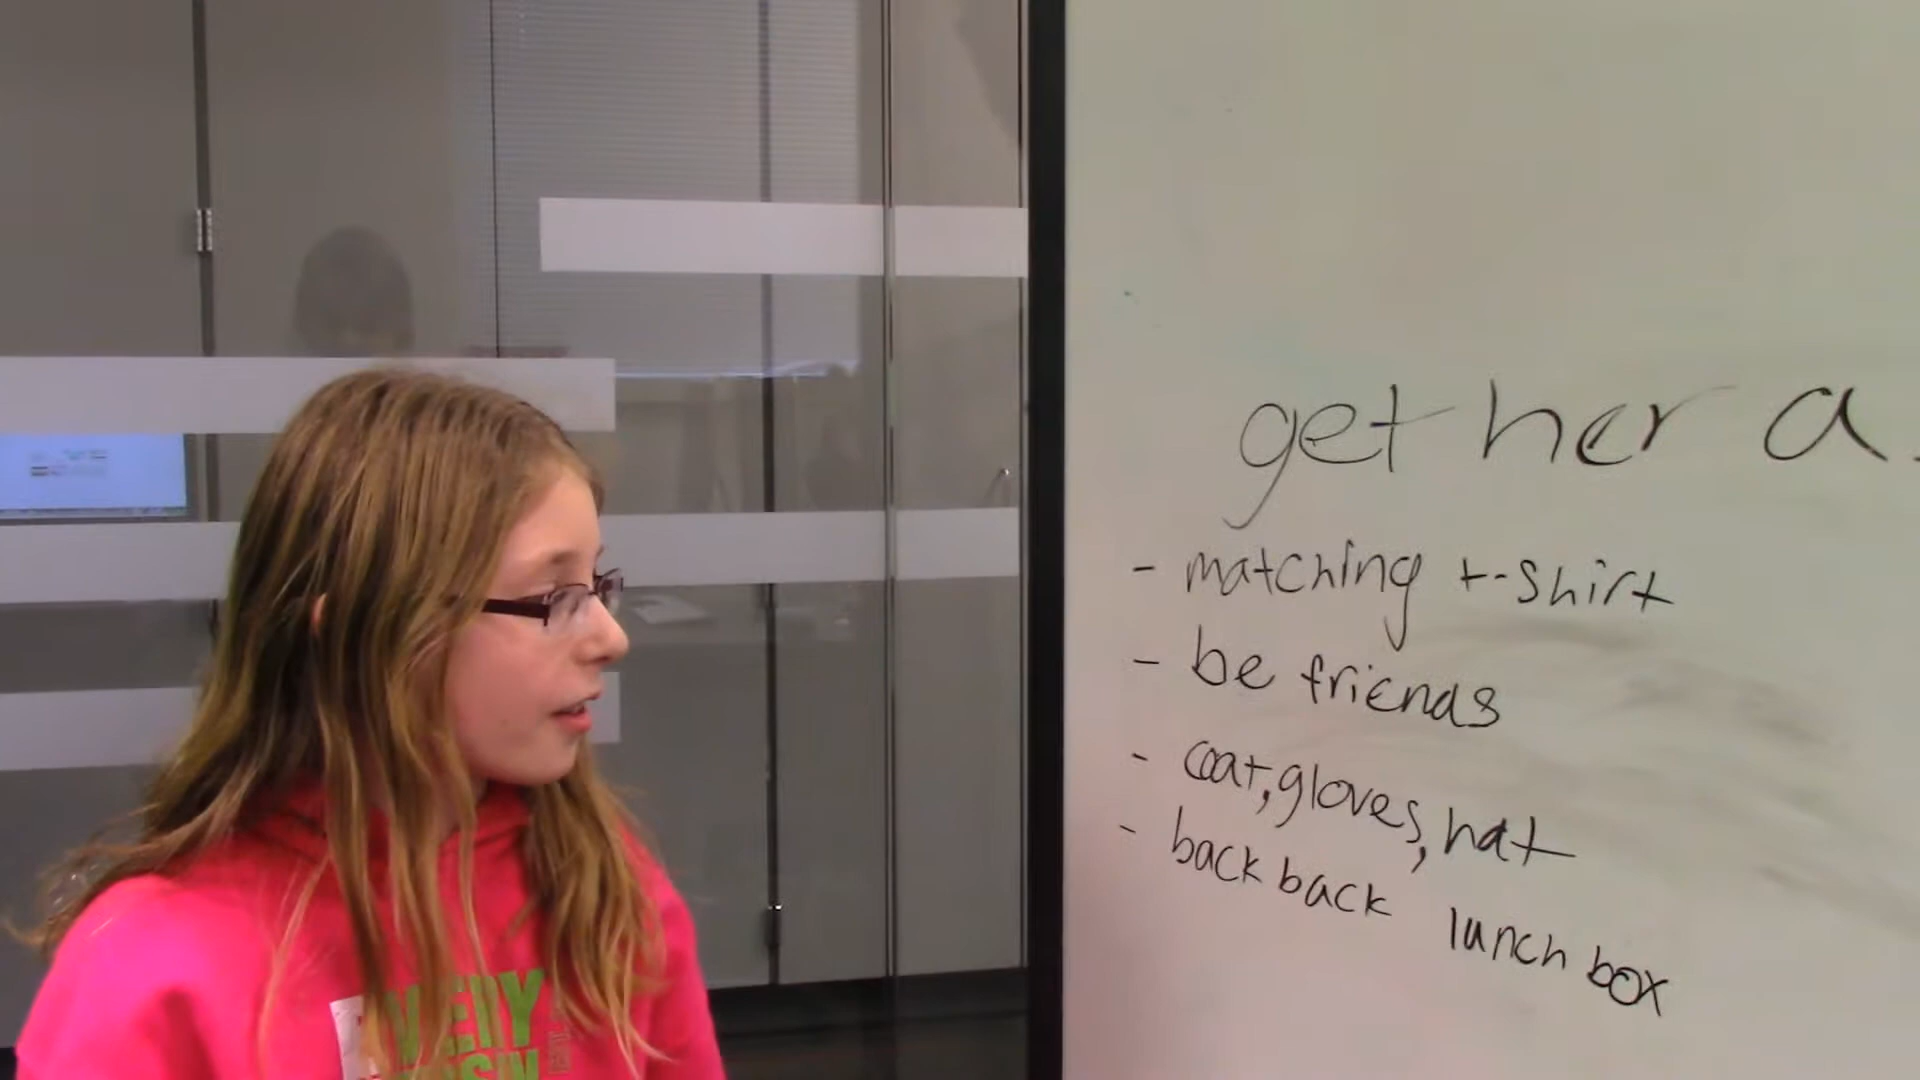 get her a
- matching t-shirt
- be friends
- coat, gloves, hat
- back back lunch box